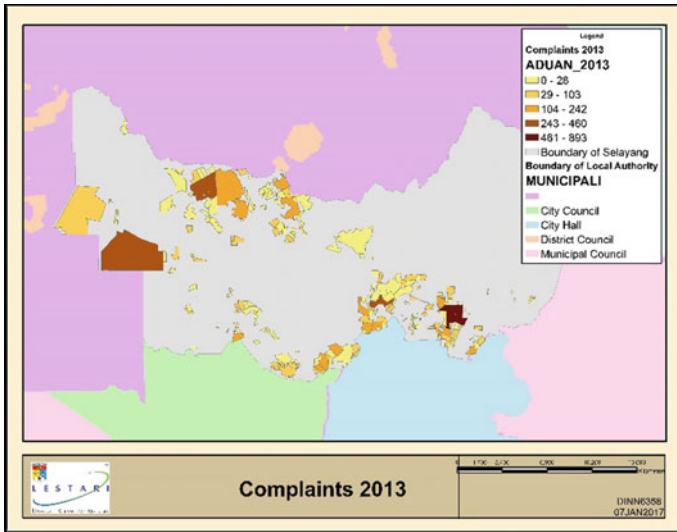 Legend
Complaints 2013
ADUAN_2013
0 - 28
29 - 103
104 - 242
243 - 460
461 - 893
Boundary of Selayang
Boundary of Local Authority
MUNICIPALI
City Council
City Hall
District Council
Municipal Council
LESTARI
Complaints 2013
DINN6358
07JAN2017